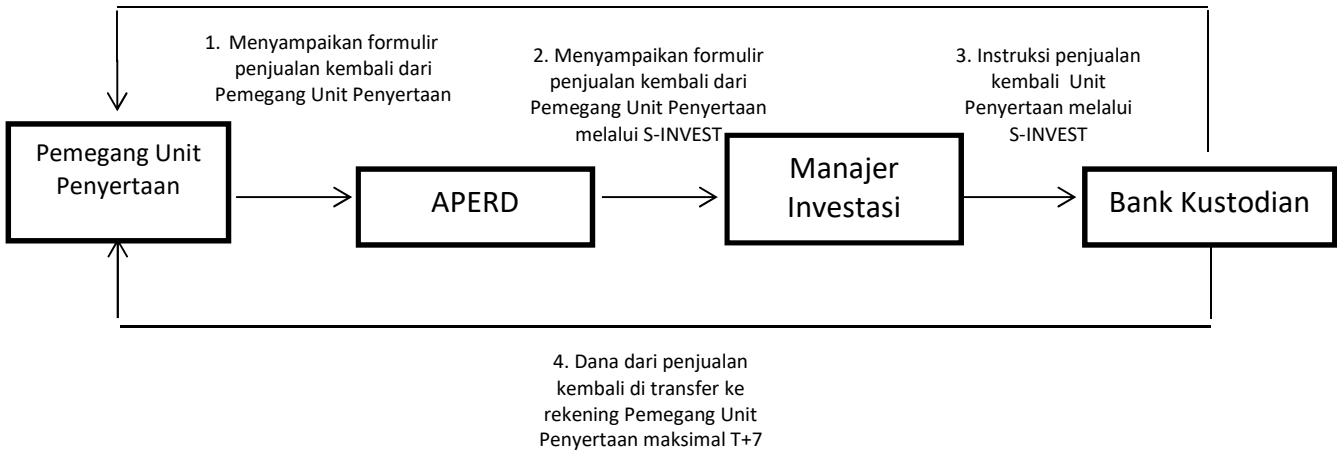 1. Menyampaikan formulir
penjualan kembali dari
Pemegang Unit Penyertaan
2. Menyampaikan formulir
penjualan kembali dari
Pemegang Unit Penyertaan
melalui S-INVEST
3. Instruksi penjualan
kembali Unit
Penyertaan melalui
S-INVEST
Pemegang Unit
Penyertaan
APERD
Manajer
Investasi
Bank Kustodian
4. Dana dari penjualan
kembali di transfer ke
rekening Pemegang Unit
Penyertaan maksimal T+7